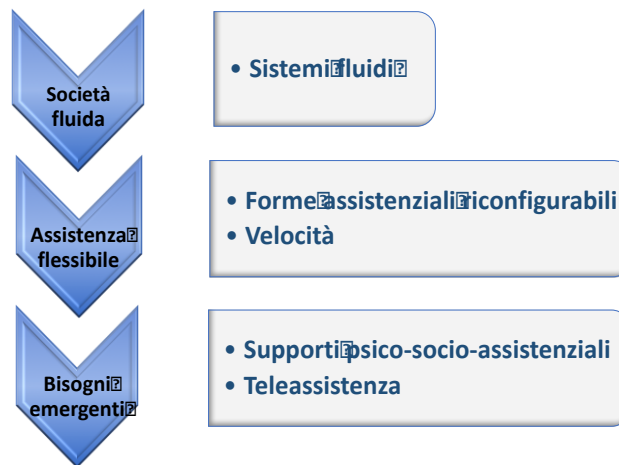 Società
fluida
• Sistemi fluidi
Assistenza
flessibile
• Forme assistenziali riconfigurabili
• Velocità
Bisogni
emergenti
• Supporti psico-socio-assistenziali
• Teleassistenza